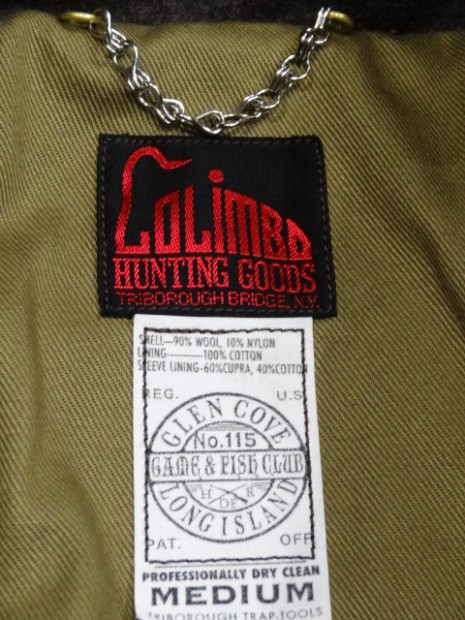 COLIMBO
HUNTING GOODS
TRIBOROUGH BRIDGE, N.Y.
SHELL—90% WOOL, 10% NYLON
LINING———100% COTTON
SLEEVE LINING-60%CUPRA, 40%COTTON
REG. U.S
GLEN COVE
No.115
GAME & FISH CLUB
H OF R
LONG ISLAND
PAT. OFF
PROFESSIONALLY DRY CLEAN
MEDIUM
TRIBOROUGH TRAP-TOOLS